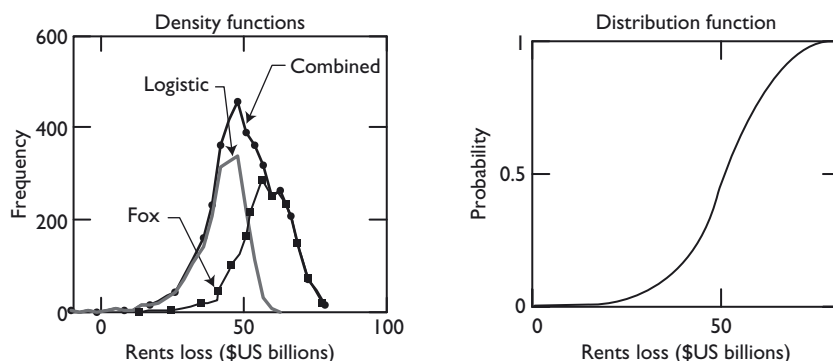 Density functions
600
400
200
0
Frequency
Combined
Logistic
Fox
0
50
100
Rents loss ($US billions)
Distribution function
1
0.5
0
Probability
0
50
Rents loss ($US billions)